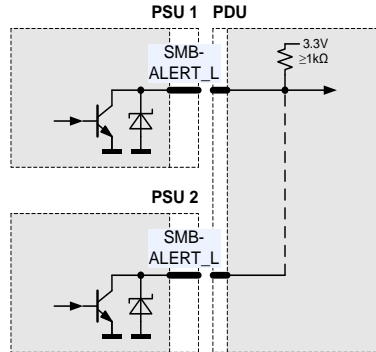 PSU 1 PDU
SMB-
ALERT_L
3.3V
≥1kΩ
PSU 2
SMB-
ALERT_L